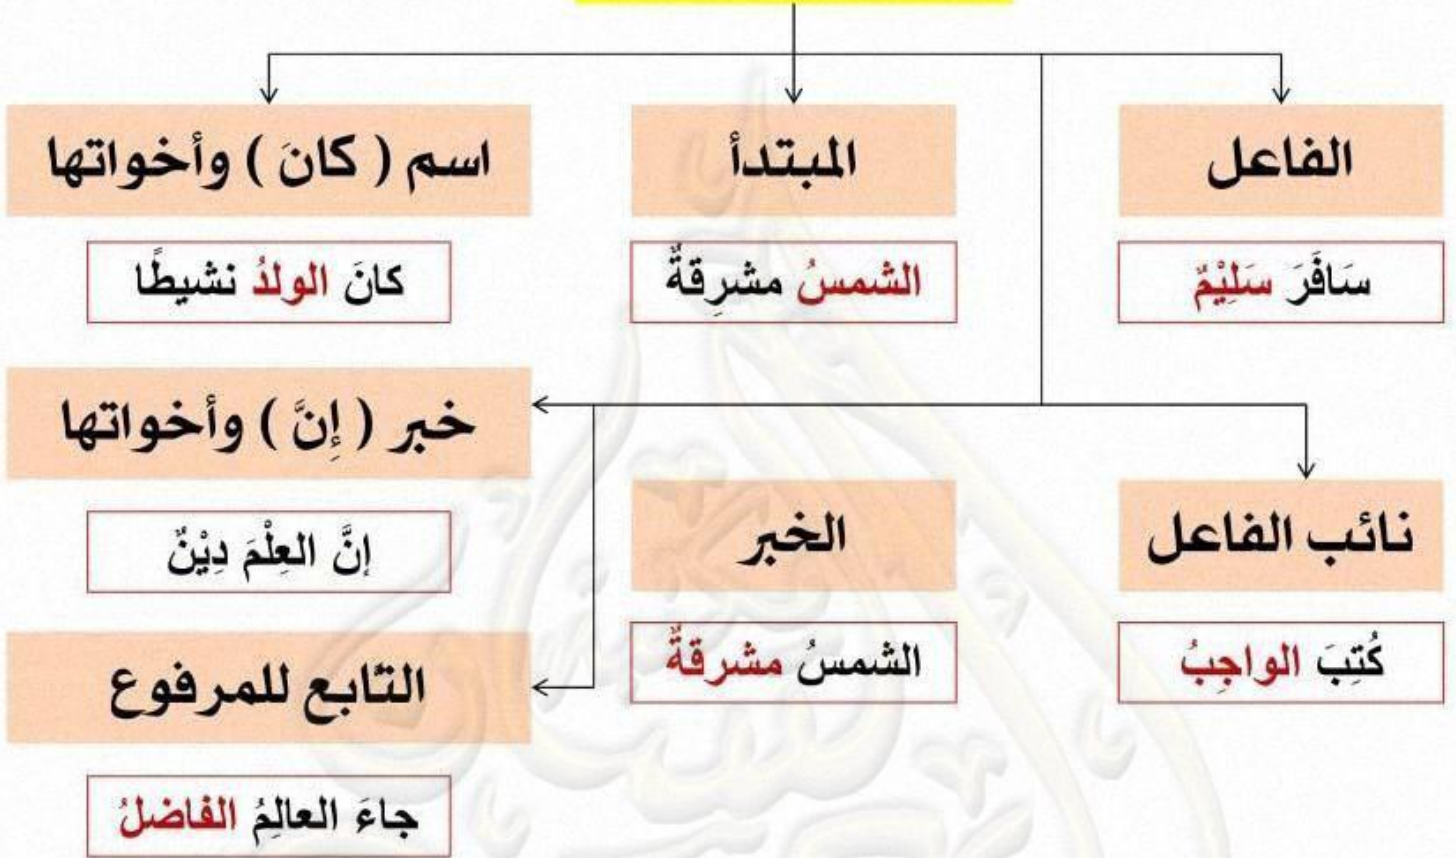 الفاعل
المبتدأ
اسم ( كانَ ) وأخواتها
سَافَرَ سَلِيْمٌ
الشمسُ مشرِقةٌ
كانَ الولدُ نشيطًا
خبر ( إِنَّ ) وأخواتها
نائب الفاعل
الخبر
إنَّ العِلْمَ دِيْنٌ
كُتِبَ الواجِبُ
الشمسُ مشرقةٌ
التابع للمرفوع
جاءَ العالِمُ الفاضلُ